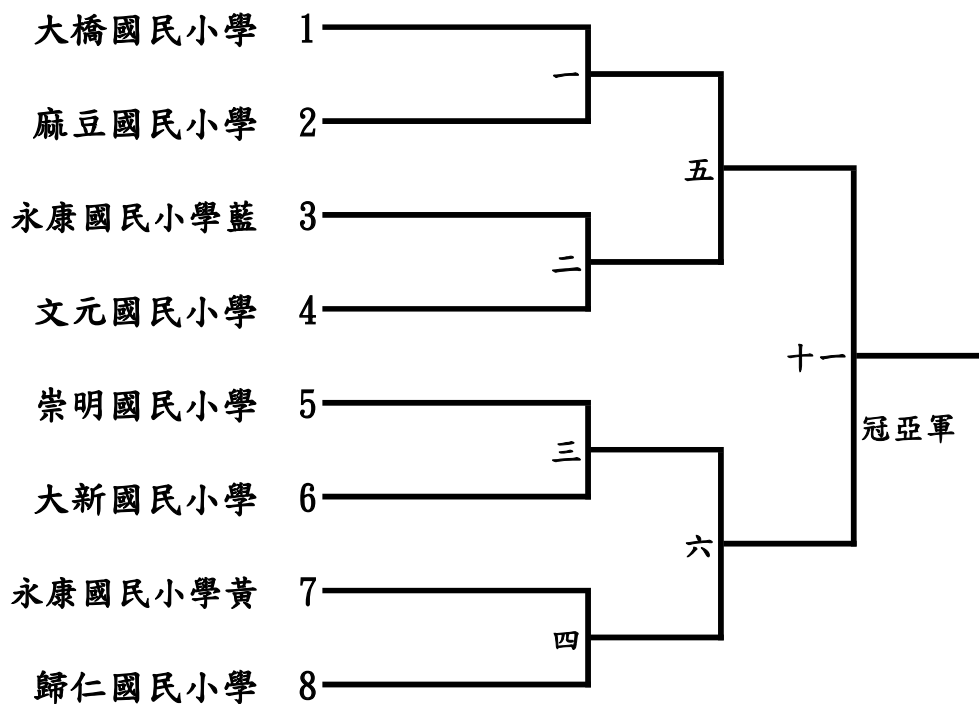 大橋國民小學 1
一
麻豆國民小學 2
五
永康國民小學藍 3
二
文元國民小學 4
十一
崇明國民小學 5
冠亞軍
三
大新國民小學 6
六
永康國民小學黃 7
四
歸仁國民小學 8